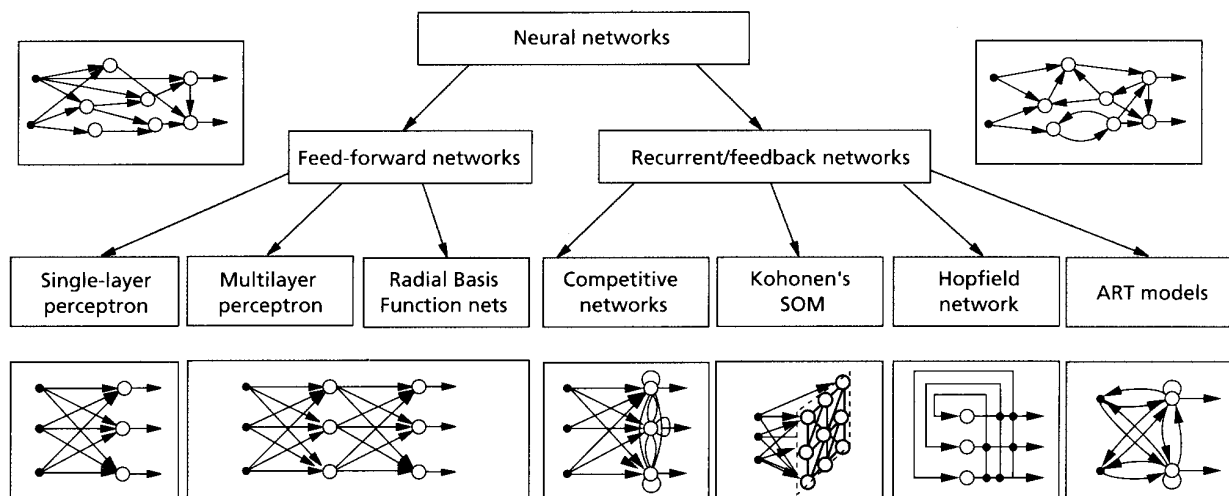 Neural networks
Feed-forward networks
Recurrent/feedback networks
Single-layer
perceptron
Multilayer
perceptron
Radial Basis
Function nets
Competitive
networks
Kohonen's
SOM
Hopfield
network
ART models